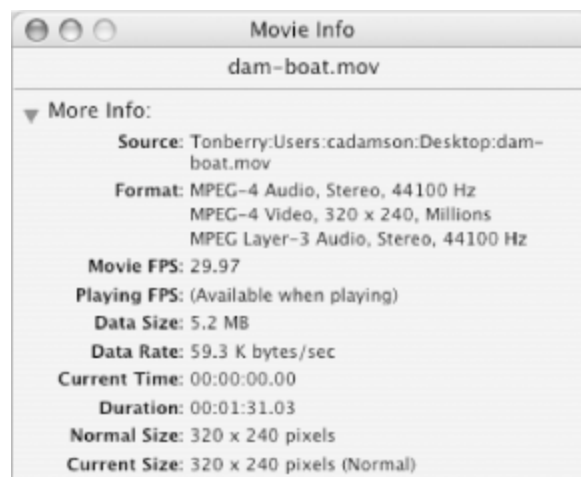 Movie Info
dam-boat.mov
More Info:
Source: Tonberry:Users:cadamson:Desktop:dam-
boat.mov
Format: MPEG-4 Audio, Stereo, 44100 Hz
MPEG-4 Video, 320 x 240, Millions
MPEG Layer-3 Audio, Stereo, 44100 Hz
Movie FPS: 29.97
Playing FPS: (Available when playing)
Data Size: 5.2 MB
Data Rate: 59.3 K bytes/sec
Current Time: 00:00:00.00
Duration: 00:01:31.03
Normal Size: 320 x 240 pixels
Current Size: 320 x 240 pixels (Normal)